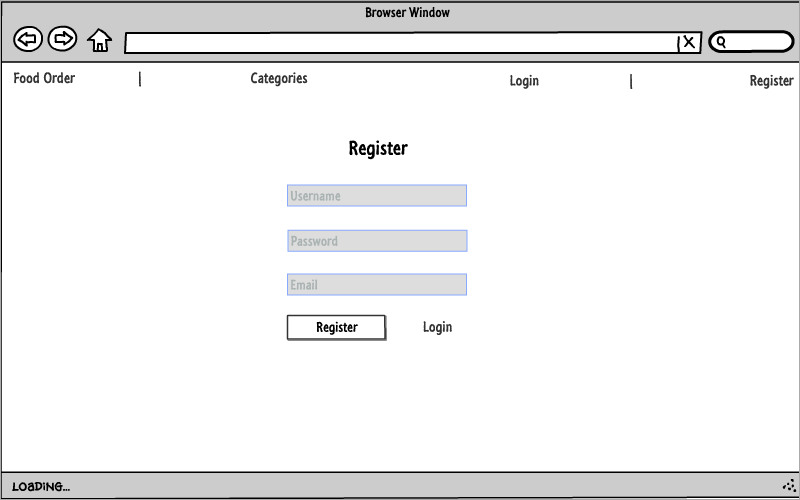 Browser Window
Food Order | Categories Login | Register
Register
Username
Password
Email
Register Login
LOADING...